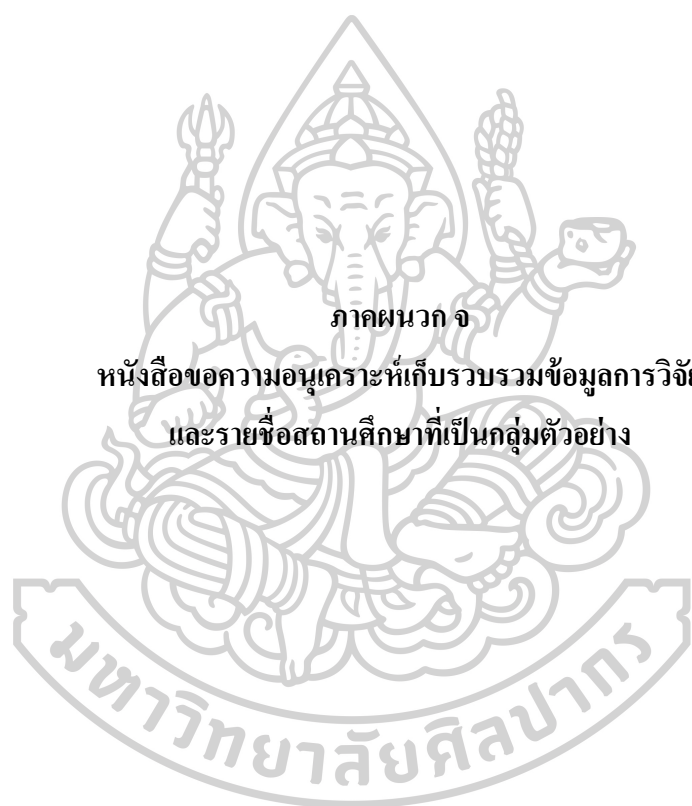 ภาคผนวก จ
หนังสือขอความอนุเคราะห์เก็บรวบรวมข้อมูลการวิจัย
และรายชื่อสถานศึกษาที่เป็นกลุ่มตัวอย่าง
มหาวิทยาลัยศิลปากร